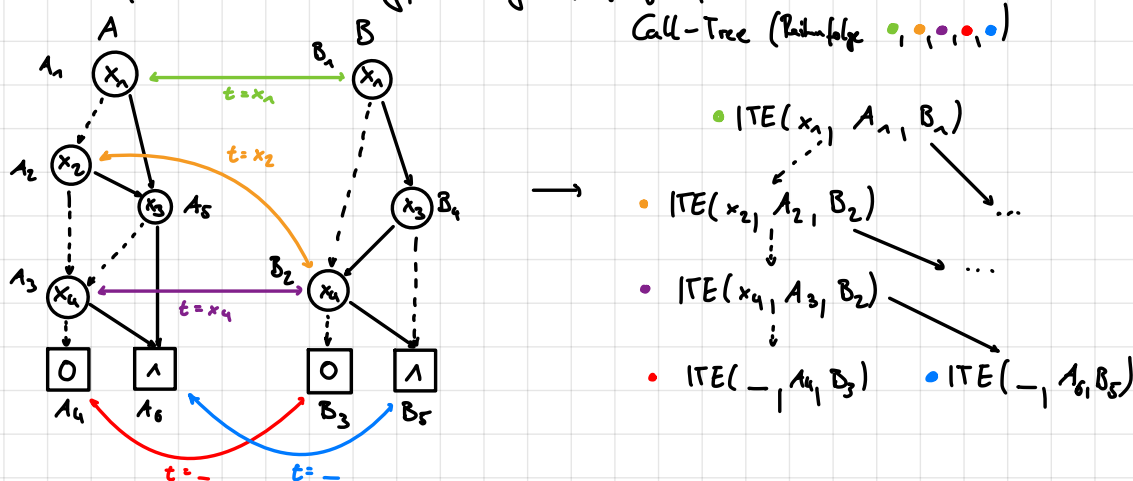 Call-Tree (Reihenfolge , , , , )
A
B
A₁
x₁
B₁
x₁
t=x₁
ITE(x₁, A₁, B₁)
A₂
x₂
t=x₂
x₃
A₅
x₃
B₄
ITE(x₂, A₂, B₂)
...
...
A₃
x₄
B₂
x₄
t=x₄
ITE(x₄, A₃, B₂)
0
1
0
1
ITE(_, A₄, B₃)
ITE(_, A₆, B₅)
A₄
A₆
B₃
B₅
t=_
t=_